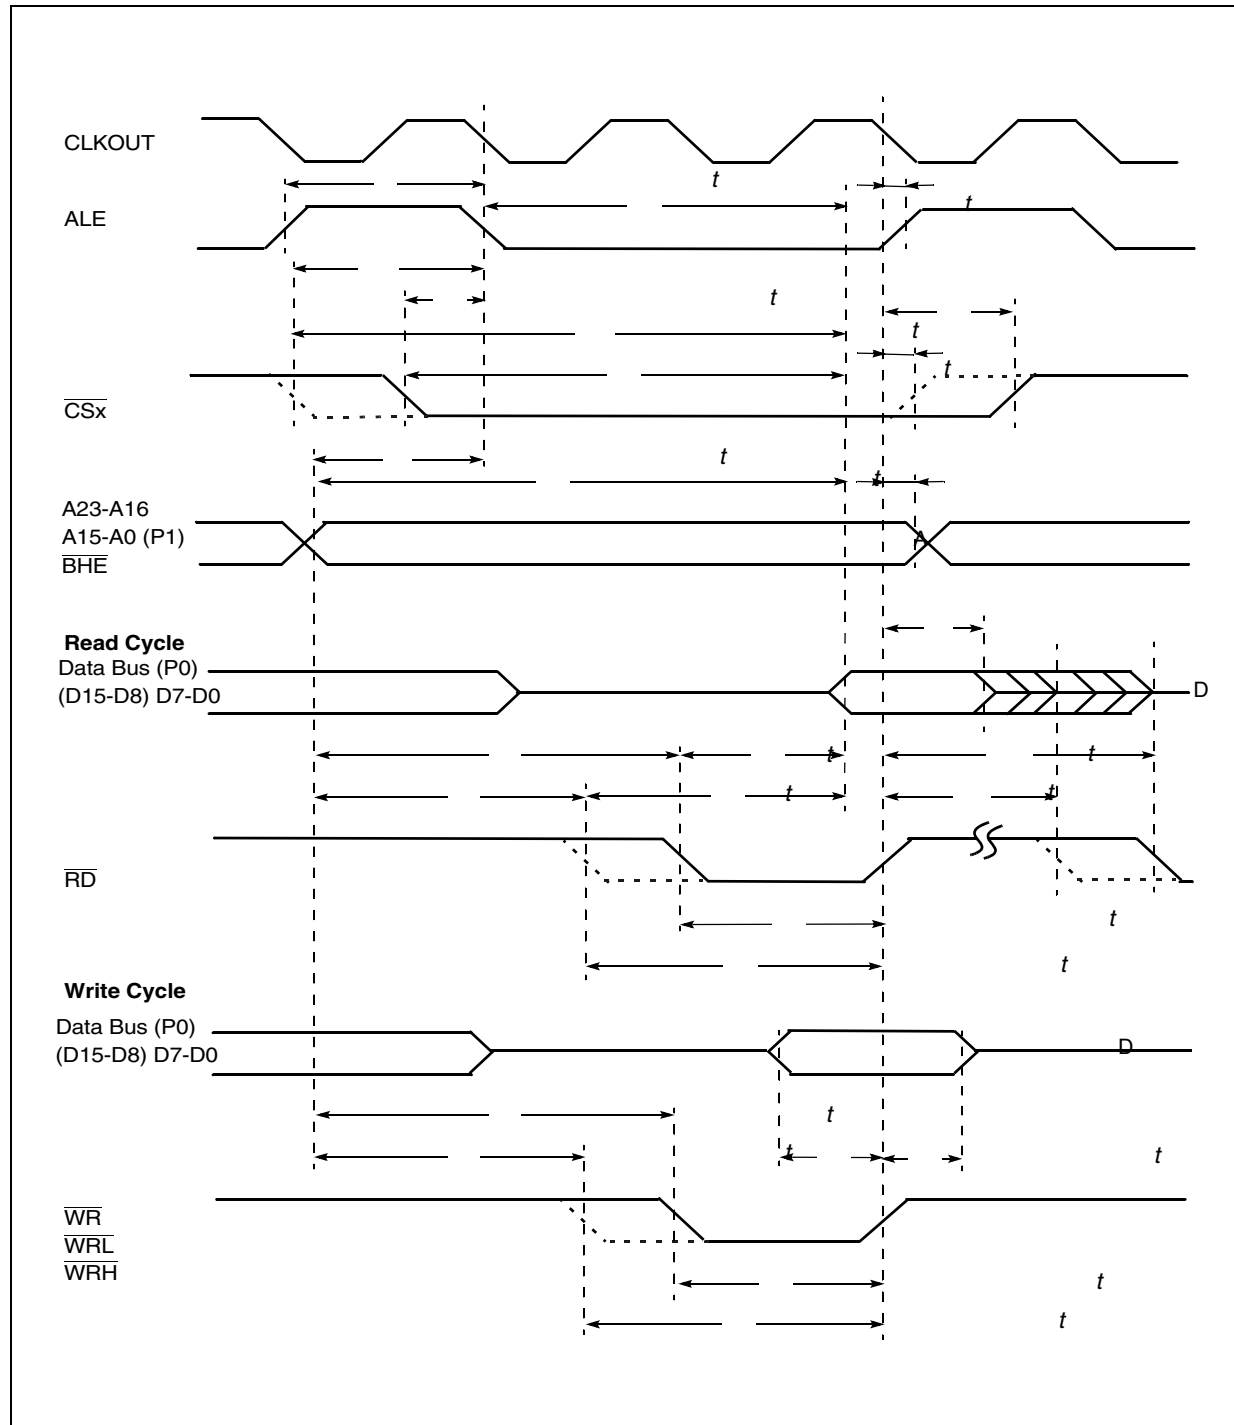 CLKOUT
t
ALE
t
t
t
t
CSx
t
t
A23-A16
A15-A0 (P1)
A
BHE
Read Cycle
Data Bus (P0)
(D15-D8) D7-D0
D
t
t
t
t
RD
t
t
Write Cycle
Data Bus (P0)
(D15-D8) D7-D0
D
t
t
t
WR
WRL
WRH
t
t